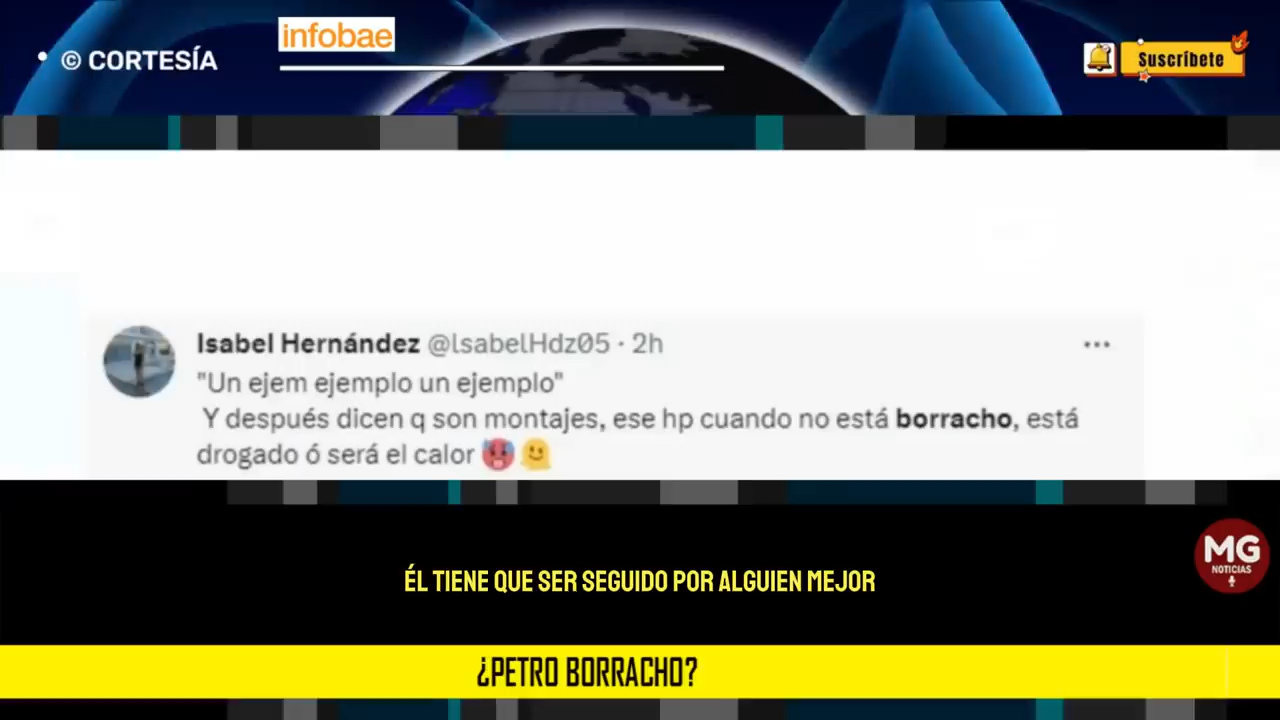 © CORTESÍA
infobae
Suscríbete
Isabel Hernández @lsabelHdz05 · 2h
"Un ejem ejemplo un ejemplo"
Y después dicen q son montajes, ese hp cuando no está borracho, está
drogado ó será el calor 🥵🫠
ÉL TIENE QUE SER SEGUIDO POR ALGUIEN MEJOR
MG
NOTICIAS
¿PETRO BORRACHO?